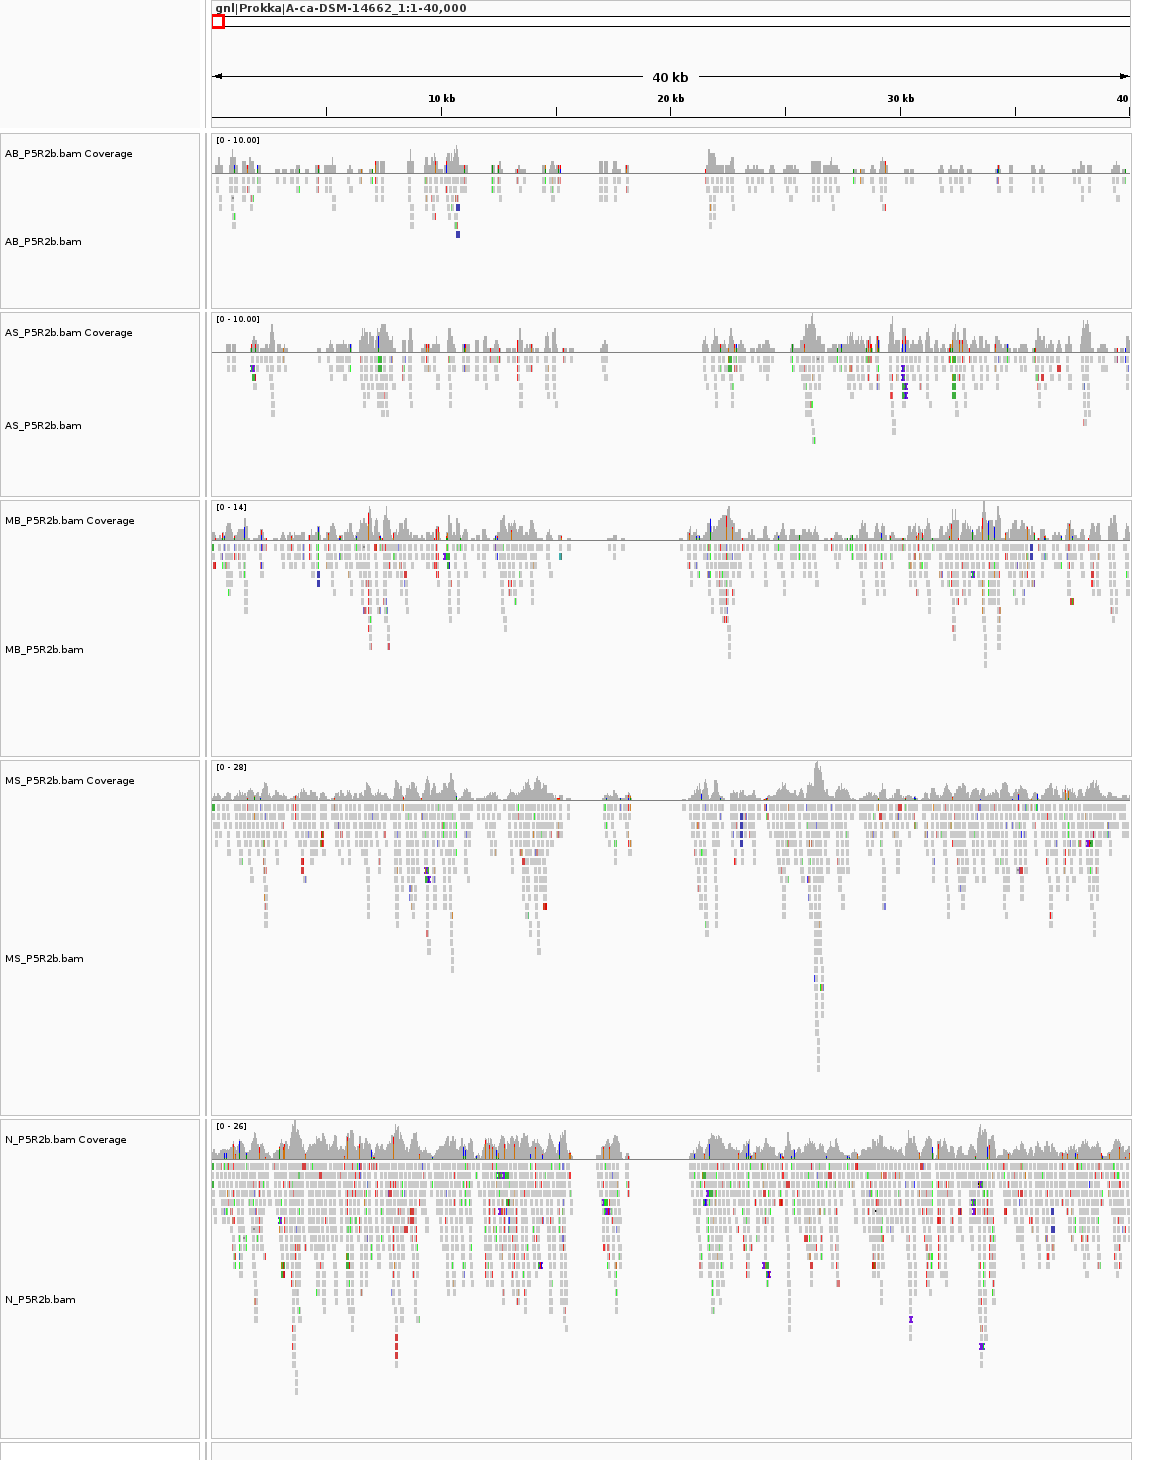 gnl|Prokka|A-ca-DSM-14662_1:1-40,000
40 kb
10 kb 20 kb 30 kb 40
[0 - 10.00]
AB_P5R2b.bam Coverage
AB_P5R2b.bam
[0 - 10.00]
AS_P5R2b.bam Coverage
AS_P5R2b.bam
[0 - 14]
MB_P5R2b.bam Coverage
MB_P5R2b.bam
[0 - 28]
MS_P5R2b.bam Coverage
MS_P5R2b.bam
[0 - 26]
N_P5R2b.bam Coverage
N_P5R2b.bam